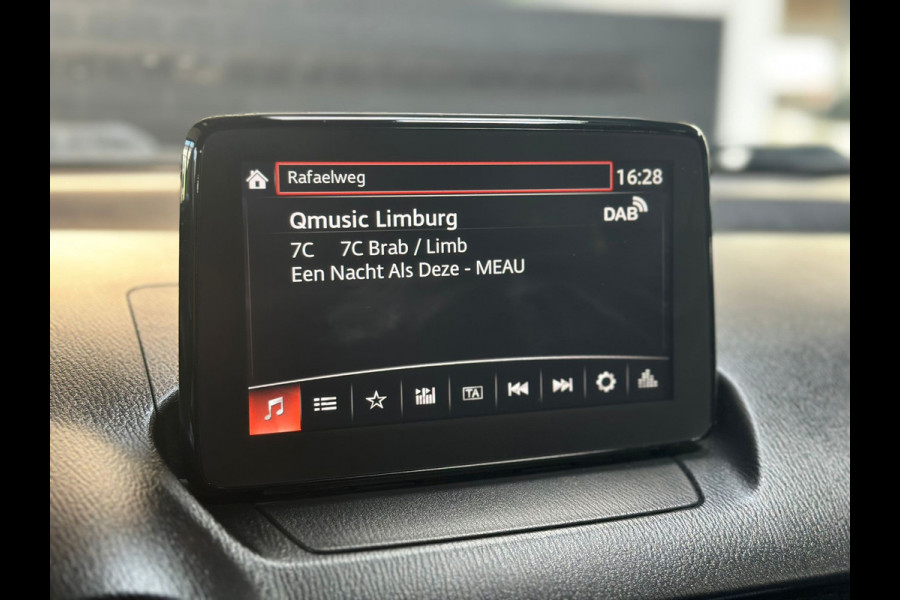 Rafaelweg 16:28
Qmusic Limburg DAB
7C 7C Brab / Limb
Een Nacht Als Deze - MEAU
TA